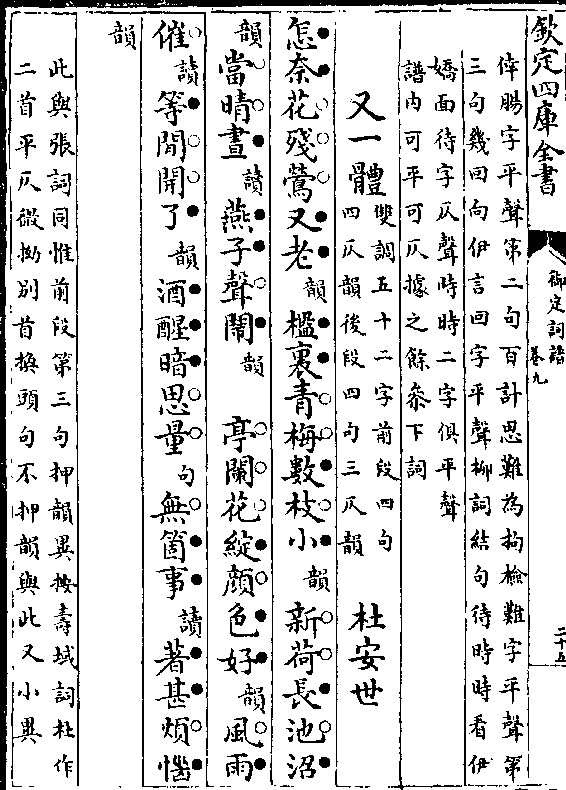 欽定四庫全書
御定詞譜
卷九
二十五
倖腸字平聲第二句百計思難為拘檢難字平聲第
三句幾回向伊言回字平聲柳詞結句待時時看伊
嬌面待字仄聲時時二字俱平聲
譜內可平可仄據之餘叅下詞
又一體
雙調五十二字前段四句
四仄韻後段四句三仄韻
杜安世
怎奈花殘鶯又老韻檻裏青梅數枝小韻新荷長池沼
韻當晴晝讀燕子聲鬧韻 亭闌花綻顏色好韻風雨
催讀等閒開了韻酒醒暗思量句無箇事讀著甚煩惱
韻
此與張詞同惟前段第三句押韻異按壽域詞杜作
二首平仄微拗別首換頭句不押韻與此又小異